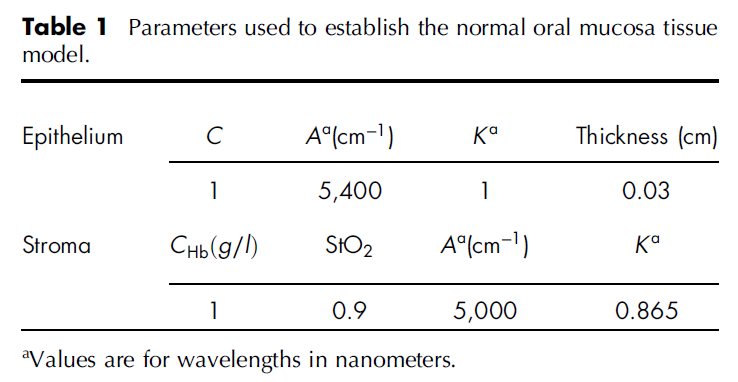 Table 1 Parameters used to establish the normal oral mucosa tissue
model.
Epithelium C Aᵃ(cm⁻¹) Kᵃ Thickness (cm)
1 5,400 1 0.03
Stroma C_Hb(g/l) StO₂ Aᵃ(cm⁻¹) Kᵃ
1 0.9 5,000 0.865
ᵃValues are for wavelengths in nanometers.